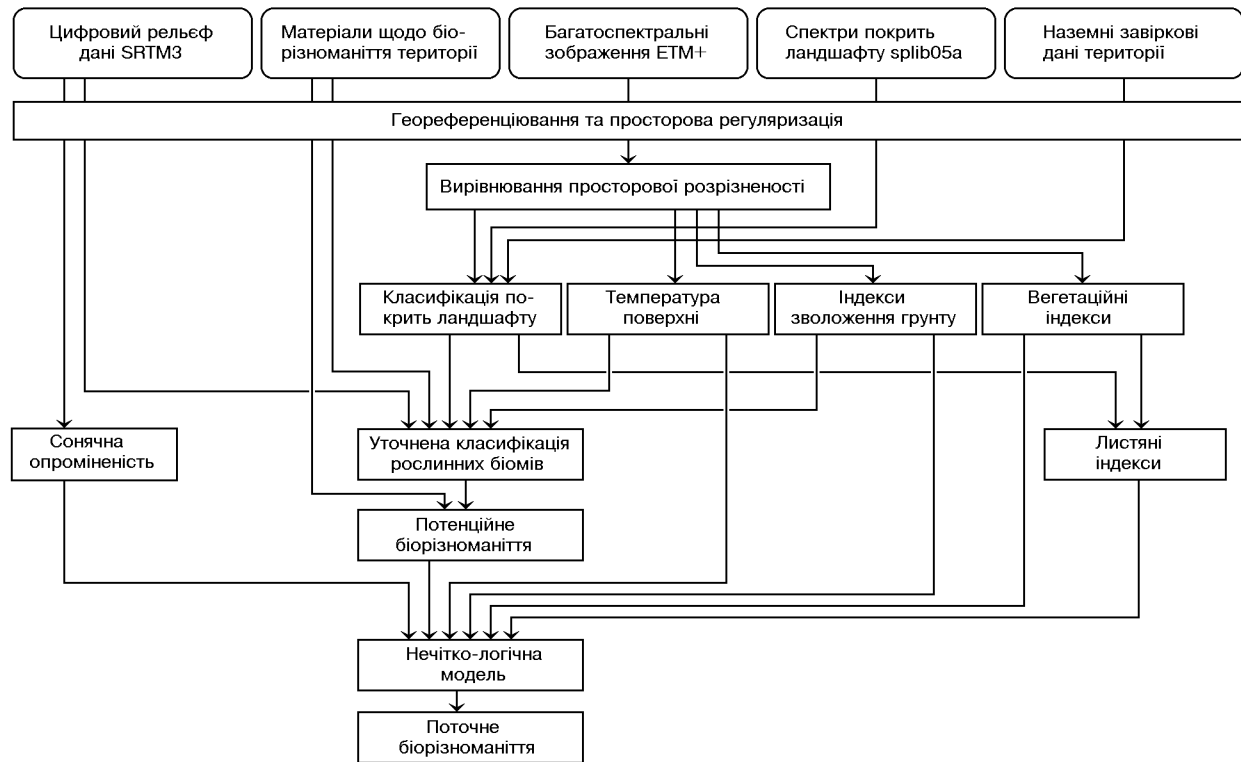 Цифровий рельєф
дані SRTM3
Матеріали щодо біо-
різноманіття території
Багатоспектральні
зображення ETM+
Спектри покрить
ландшафту splib05a
Наземні завіркові
дані території
Геореференціювання та просторова регуляризація
Вирівнювання просторової розрізненості
Класифікація по-
крить ландшафту
Температура
поверхні
Індекси
зволоження грунту
Вегетаційні
індекси
Сонячна
опроміненість
Уточнена класифікація
рослинних біомів
Листяні
індекси
Потенційне
біорізноманіття
Нечітко-логічна
модель
Поточне
біорізноманіття